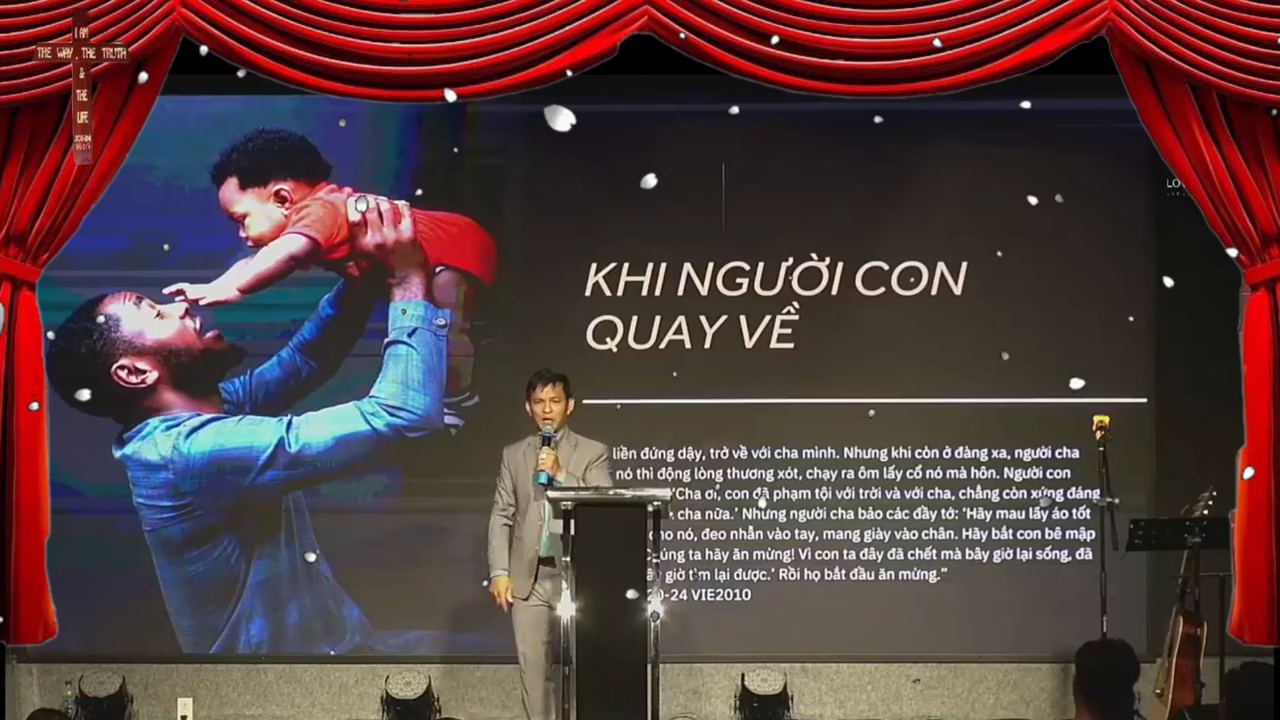 I AM
THE WAY, THE TRUTH
&
THE
LIFE
JOHN
KHI NGƯỜI CON
QUAY VỀ
liền đứng dậy, trở về với cha mình. Nhưng khi còn ở đàng xa, người cha
nó thì động lòng thương xót, chạy ra ôm lấy cổ nó mà hôn. Người con
'Cha ơi, con đã phạm tội với trời và với cha, chẳng còn xứng đáng
cha nữa.' Nhưng người cha bảo các đầy tớ: 'Hãy mau lấy áo tốt
cho nó, đeo nhẫn vào tay, mang giày vào chân. Hãy bắt con bê mập
húng ta hãy ăn mừng! Vì con ta đây đã chết mà bây giờ lại sống, đã
giờ tìm lại được.' Rồi họ bắt đầu ăn mừng."
20-24 VIE2010